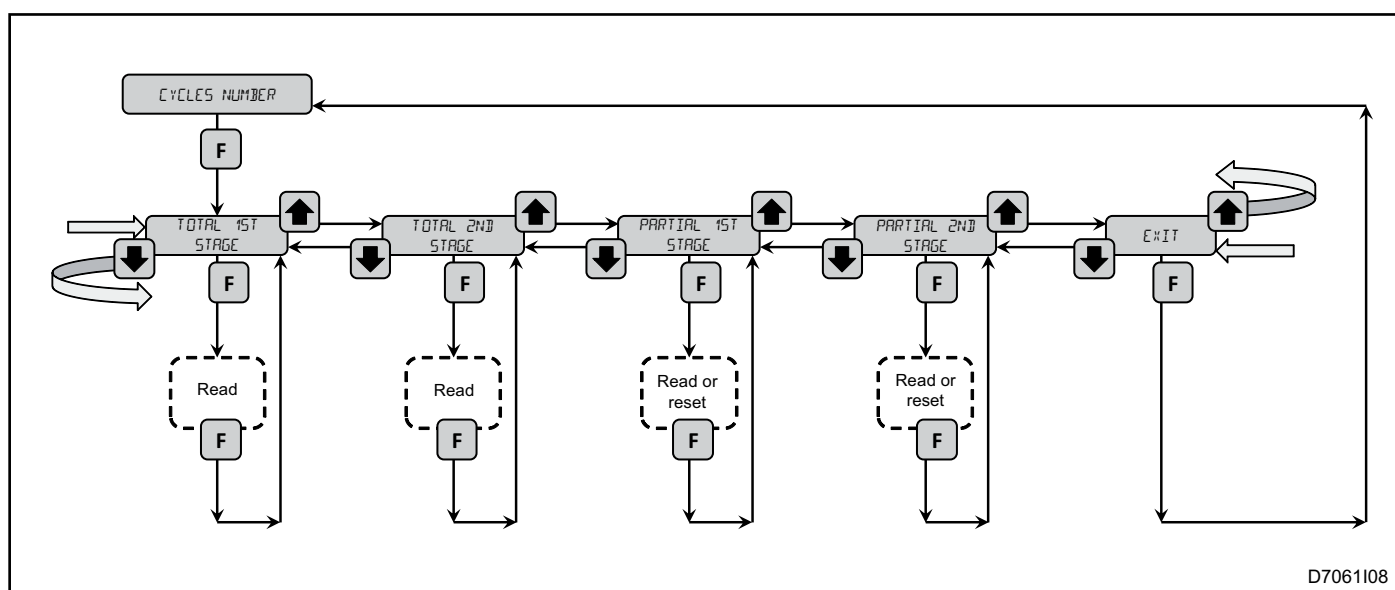 CYCLES NUMBER
F
TOTAL 1ST
STAGE
TOTAL 2ND
STAGE
PARTIAL 1ST
STAGE
PARTIAL 2ND
STAGE
EXIT
F
F
F
F
F
Read
Read
Read or
reset
Read or
reset
F
F
F
F
D7061I08